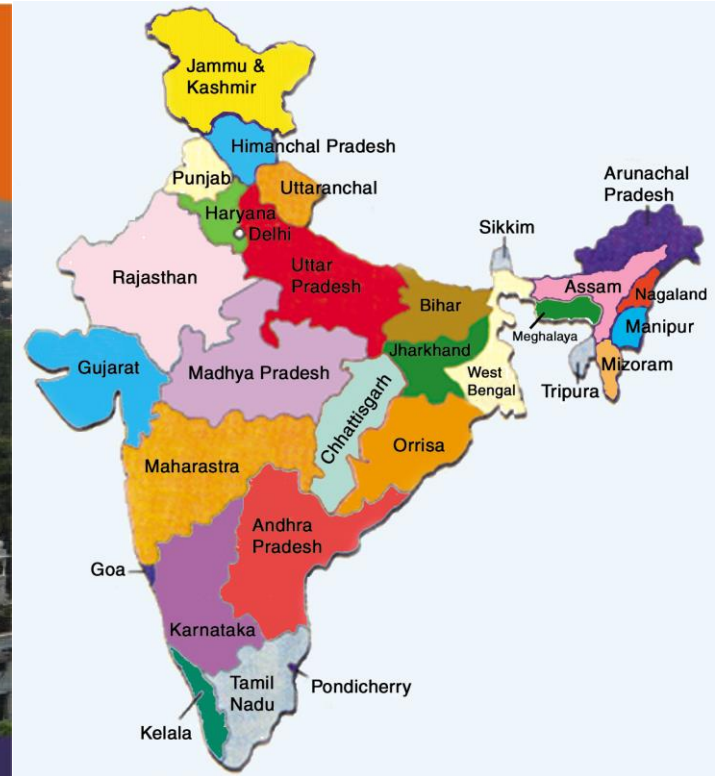 Jammu &
Kashmir
Himanchal Pradesh
Punjab
Uttaranchal
Arunachal
Pradesh
Haryana
Delhi
Sikkim
Rajasthan
Uttar
Pradesh
Assam
Bihar
Nagaland
Meghalaya
Manipur
Jharkhand
Gujarat
Madhya Pradesh
West
Bengal
Mizoram
Tripura
Chhattisgarh
Orrisa
Maharastra
Andhra
Pradesh
Goa
Karnataka
Tamil
Nadu
Pondicherry
Kelala